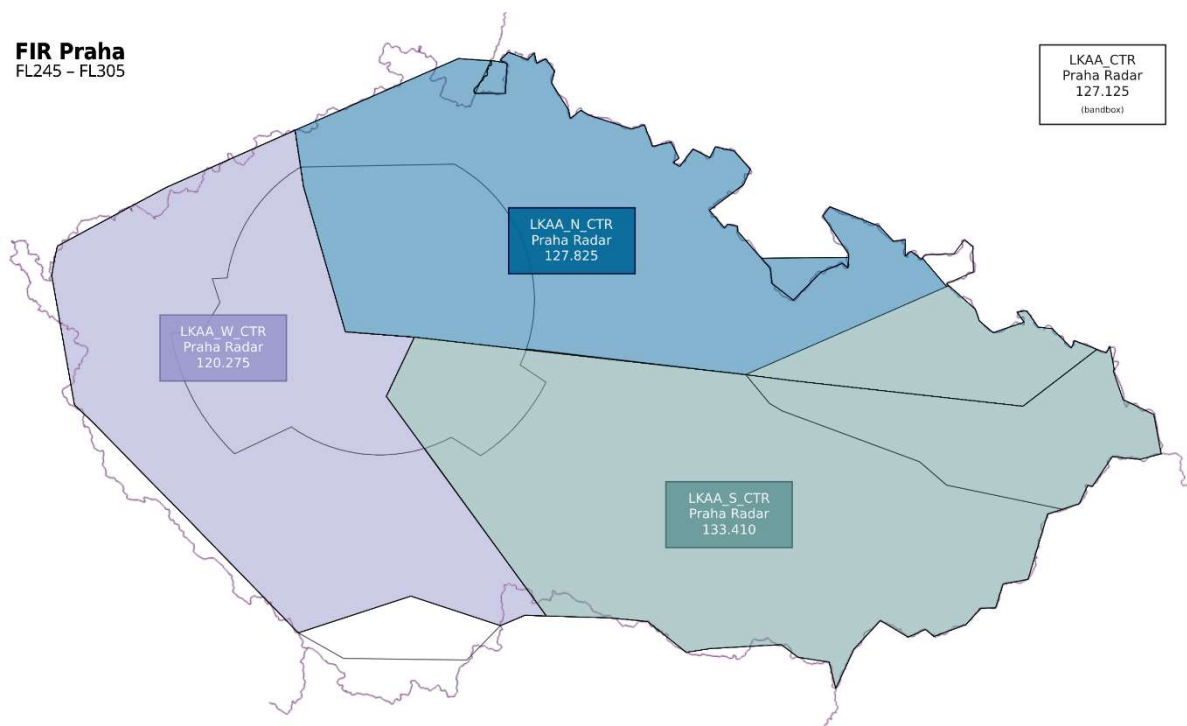 FIR Praha
FL245 – FL305
LKAA_CTR
Praha Radar
127.125
(bandbox)
LKAA_N_CTR
Praha Radar
127.825
LKAA_W_CTR
Praha Radar
120.275
LKAA_S_CTR
Praha Radar
133.410